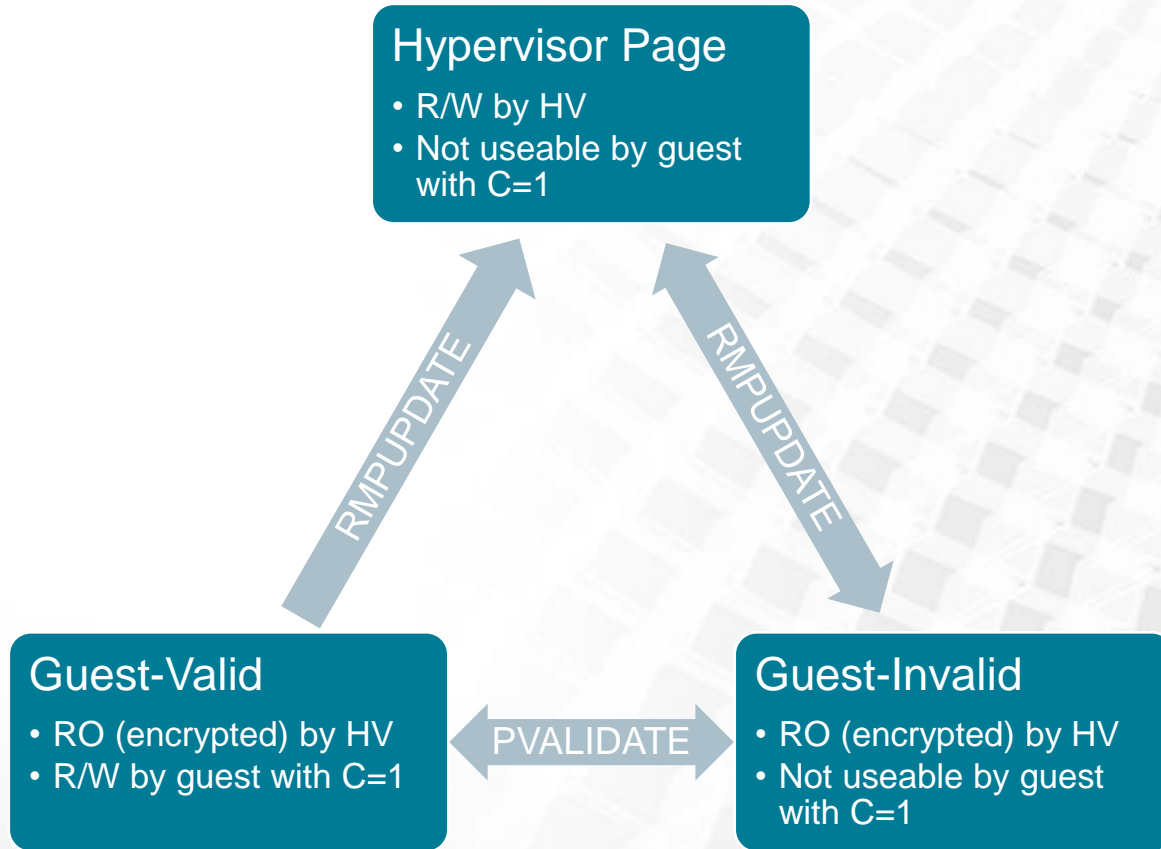 Hypervisor Page
• R/W by HV
• Not useable by guest
with C=1
RMPUPDATE
RMPUPDATE
Guest-Valid
• RO (encrypted) by HV
• R/W by guest with C=1
PVALIDATE
Guest-Invalid
• RO (encrypted) by HV
• Not useable by guest
with C=1